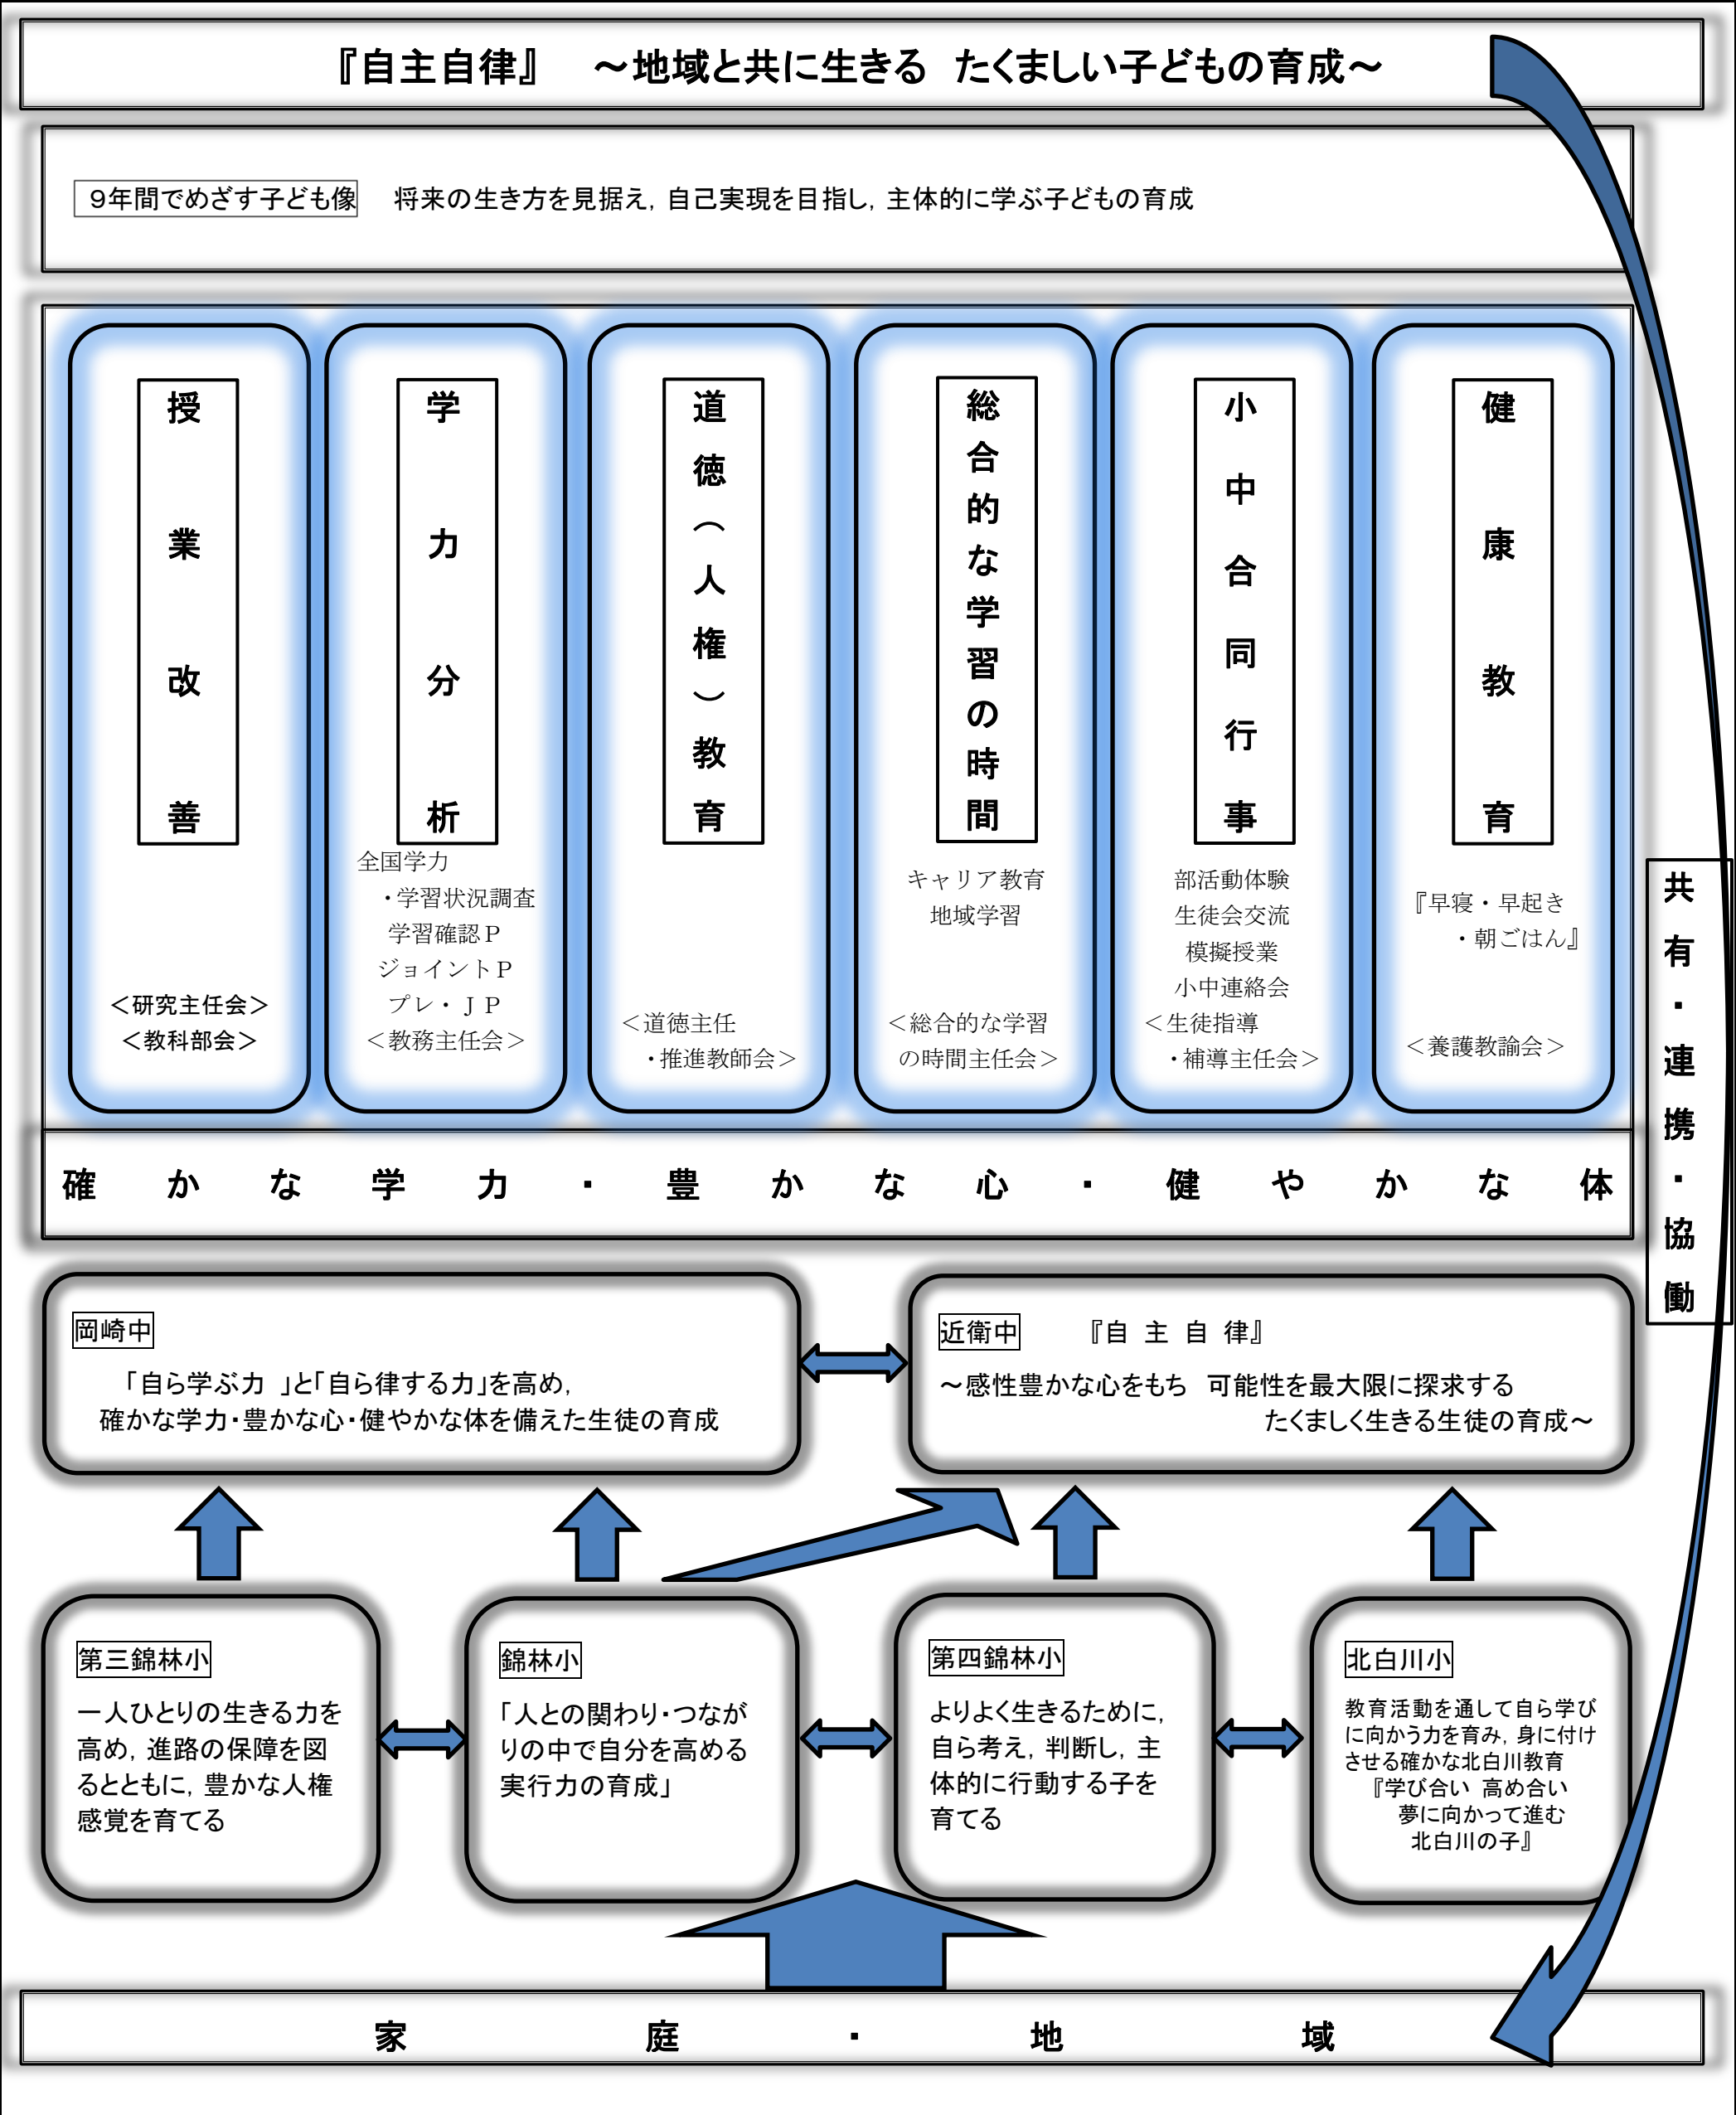 『自主自律』　～地域と共に生きる　たくましい子どもの育成～
９年間でめざす子ども像　将来の生き方を見据え，自己実現を目指し，主体的に学ぶ子どもの育成
授業改善
＜研究主任会＞
＜教科部会＞
学力分析
全国学力
・学習状況調査
学習確認Ｐ
ジョイントＰ
プレ・ＪＰ
＜教務主任会＞
道徳（人権）教育
＜道徳主任
・推進教師会＞
総合的な学習の時間
キャリア教育
地域学習
＜総合的な学習
の時間主任会＞
小中合同行事
部活動体験
生徒会交流
模擬授業
小中連絡会
＜生徒指導
・補導主任会＞
健康教育
『早寝・早起き
・朝ごはん』
＜養護教諭会＞
共有・連携・協働
確かな学力・豊かな心・健やかな体
岡崎中
「自ら学ぶ力　」と「自ら律する力」を高め，
確かな学力・豊かな心・健やかな体を備えた生徒の育成
近衛中　『自　主　自　律』
～感性豊かな心をもち　可能性を最大限に探求する
たくましく生きる生徒の育成～
第三錦林小
一人ひとりの生きる力を
高め，進路の保障を図
るとともに，豊かな人権
感覚を育てる
錦林小
「人との関わり・つなが
りの中で自分を高める
実行力の育成」
第四錦林小
よりよく生きるために，
自ら考え，判断し，主
体的に行動する子を
育てる
北白川小
教育活動を通して自ら学び
に向かう力を育み，身に付け
させる確かな北白川教育
『学び合い　高め合い
夢に向かって進む
北白川の子』
家庭・地域